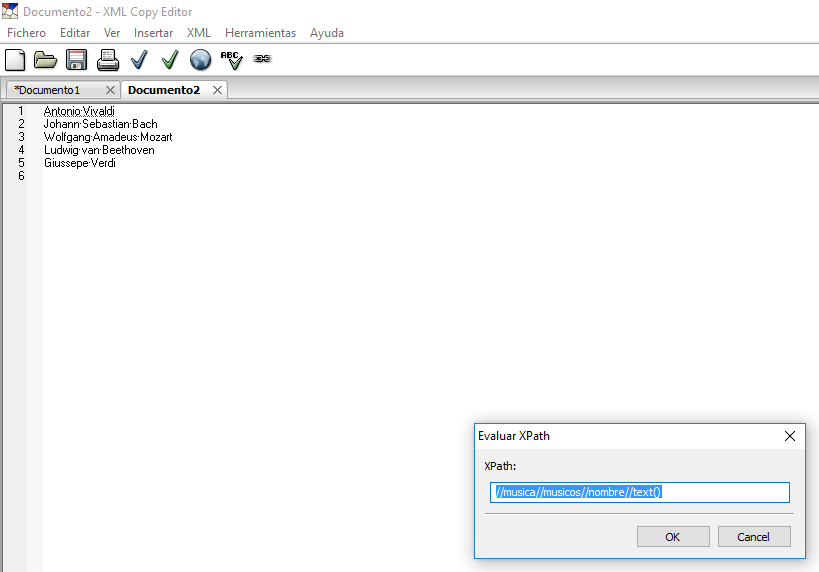 Documento2 - XML Copy Editor
Fichero Editar Ver Insertar XML Herramientas Ayuda
ABC
*Documento1 Documento2
1 Antonio·Vivaldi
2 Johann·Sebastian·Bach
3 Wolfgang·Amadeus·Mozart
4 Ludwig·van·Beethoven
5 Giussepe·Verdi
6
Evaluar XPath
XPath:
//musica//musicos//nombre//text()
OK Cancel